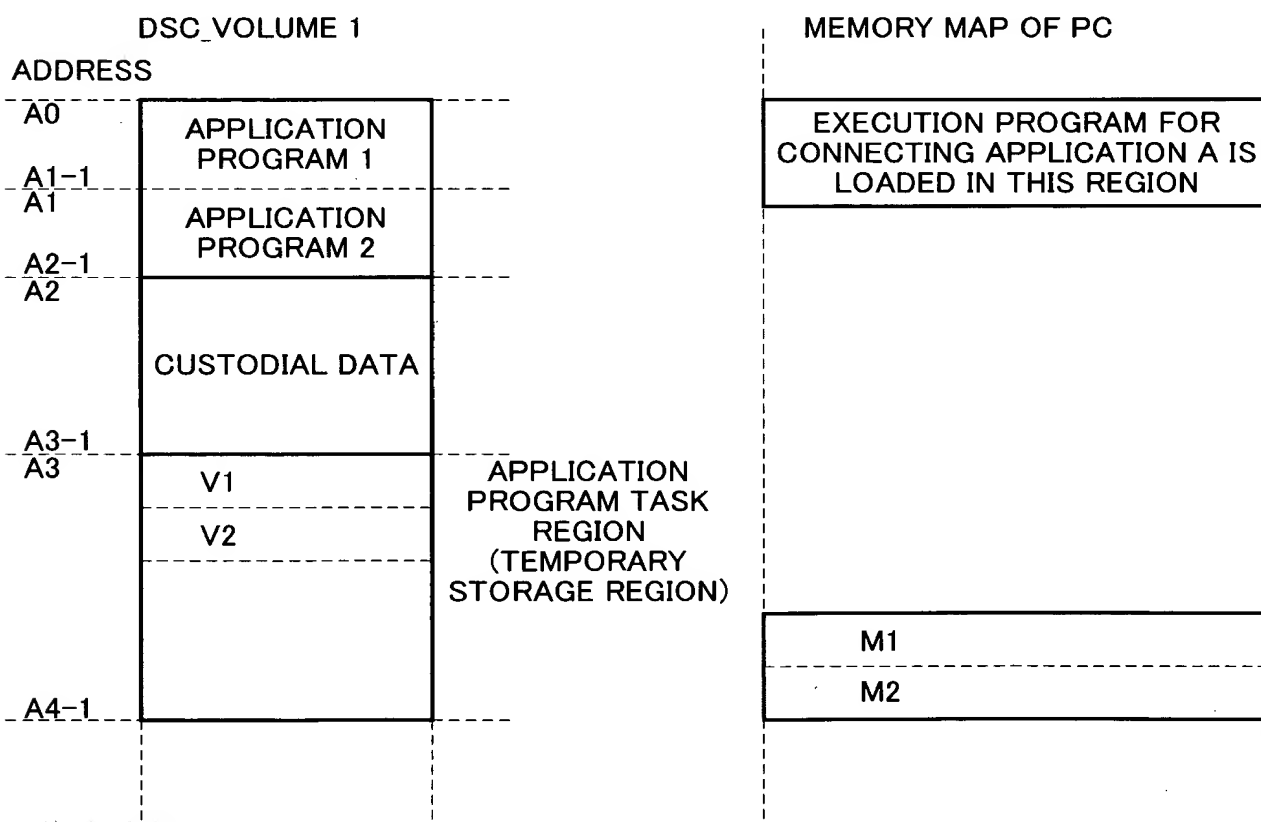 DSC_VOLUME 1
MEMORY MAP OF PC
ADDRESS
A0
APPLICATION
PROGRAM 1
A1-1
A1
APPLICATION
PROGRAM 2
A2-1
A2
CUSTODIAL DATA
A3-1
A3
V1
V2
A4-1
APPLICATION
PROGRAM TASK
REGION
(TEMPORARY
STORAGE REGION)
EXECUTION PROGRAM FOR
CONNECTING APPLICATION A IS
LOADED IN THIS REGION
M1
M2